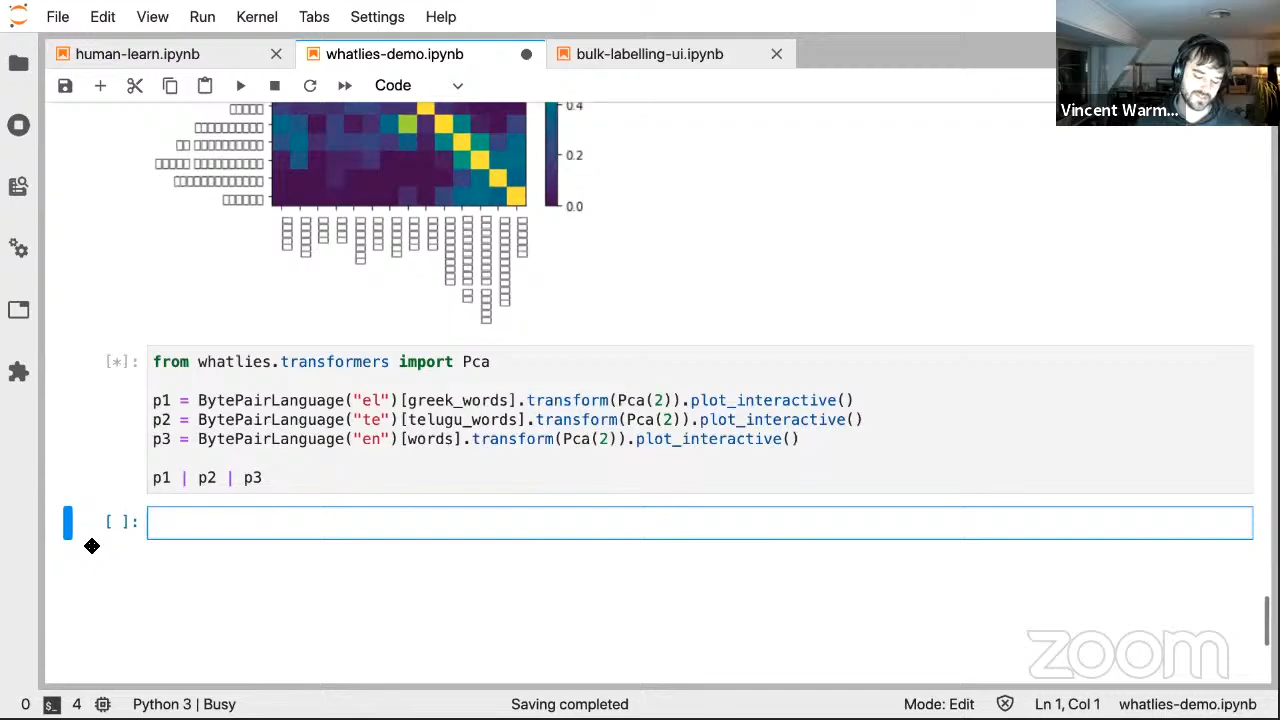 File Edit View Run Kernel Tabs Settings Help
human-learn.ipynb
whatlies-demo.ipynb
bulk-labelling-ui.ipynb
Code
Vincent Warm...
0.4
0.2
0.0
[*]:
from whatlies.transformers import Pca
p1 = BytePairLanguage("el")[greek_words].transform(Pca(2)).plot_interactive()
p2 = BytePairLanguage("te")[telugu_words].transform(Pca(2)).plot_interactive()
p3 = BytePairLanguage("en")[words].transform(Pca(2)).plot_interactive()
p1 | p2 | p3
[ ]:
zoom
0 $_ 4 Python 3 | Busy Saving completed Mode: Edit Ln 1, Col 1 whatlies-demo.ipynb